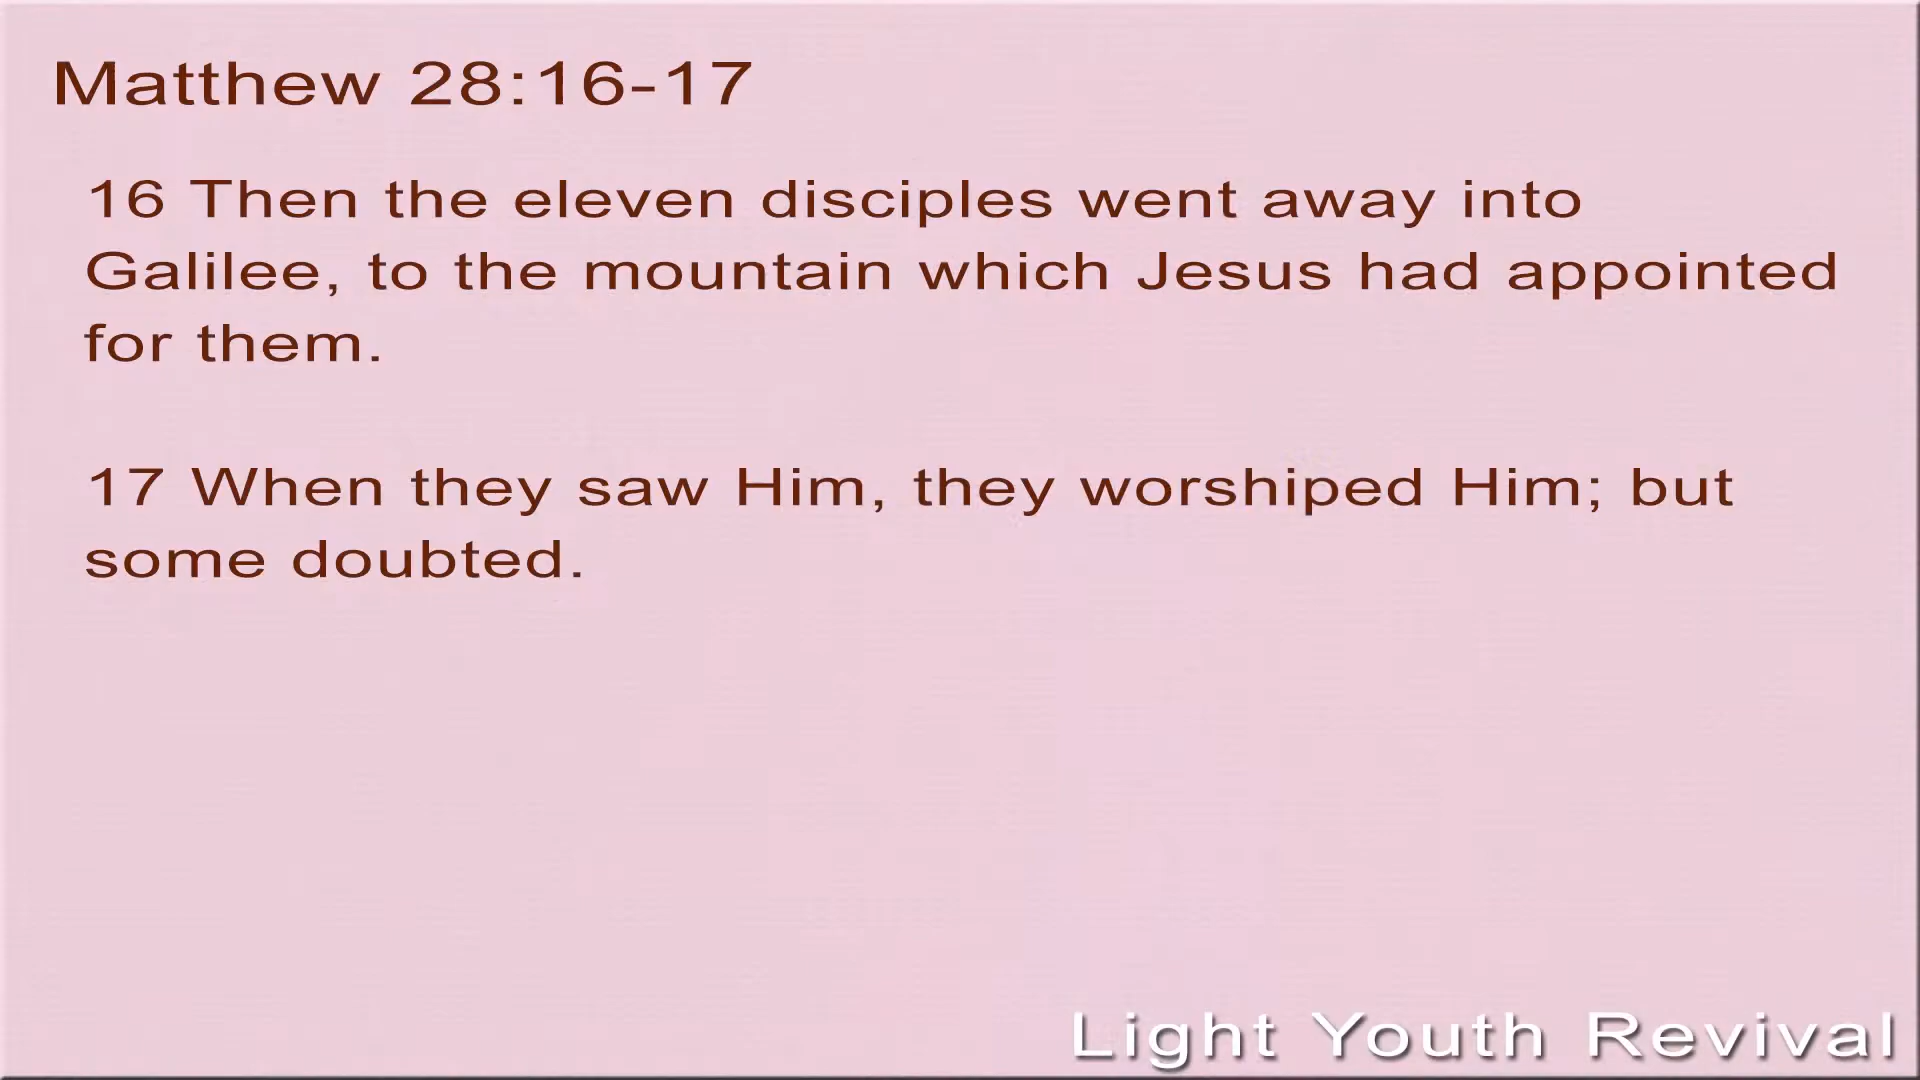 Matthew 28:16-17
16 Then the eleven disciples went away into
Galilee, to the mountain which Jesus had appointed
for them.
17 When they saw Him, they worshiped Him; but
some doubted.
Light Youth Revival